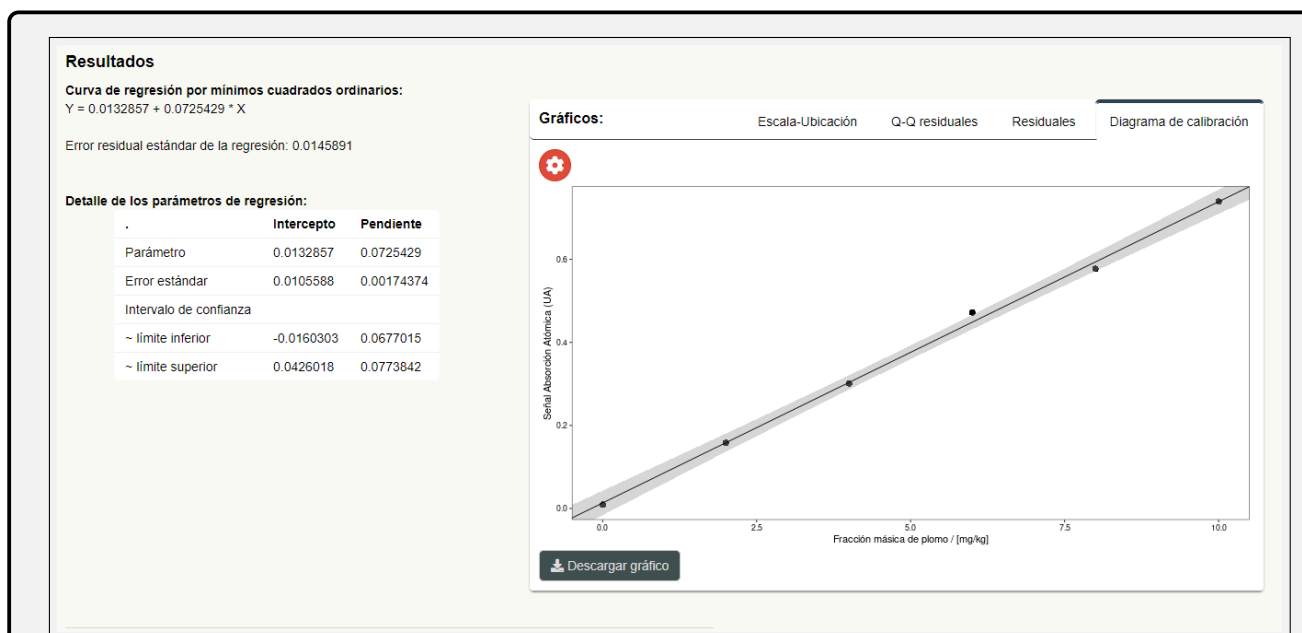 Resultados
Curva de regresión por mínimos cuadrados ordinarios:
Y = 0.0132857 + 0.0725429 * X
Error residual estándar de la regresión: 0.0145891
Detalle de los parámetros de regresión:
. Intercepto Pendiente
Parámetro 0.0132857 0.0725429
Error estándar 0.0105588 0.00174374
Intervalo de confianza
~ límite inferior -0.0160303 0.0677015
~ límite superior 0.0426018 0.0773842
Gráficos: Escala-Ubicación Q-Q residuales Residuales Diagrama de calibración
Señal Absorción Atómica (UA)
0.6
0.4
0.2
0.0
0.0 2.5 5.0 7.5 10.0
Fracción másica de plomo / [mg/kg]
Descargar gráfico